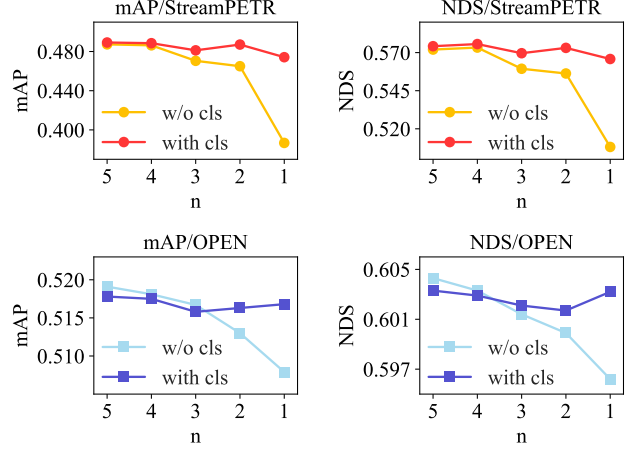 mAP/StreamPETR
mAP
0.480
0.440
0.400
w/o cls
with cls
5 4 3 2 1
n
NDS/StreamPETR
NDS
0.570
0.545
0.520
w/o cls
with cls
5 4 3 2 1
n
mAP/OPEN
mAP
0.520
0.515
0.510
w/o cls
with cls
5 4 3 2 1
n
NDS/OPEN
NDS
0.605
0.601
0.597
w/o cls
with cls
5 4 3 2 1
n